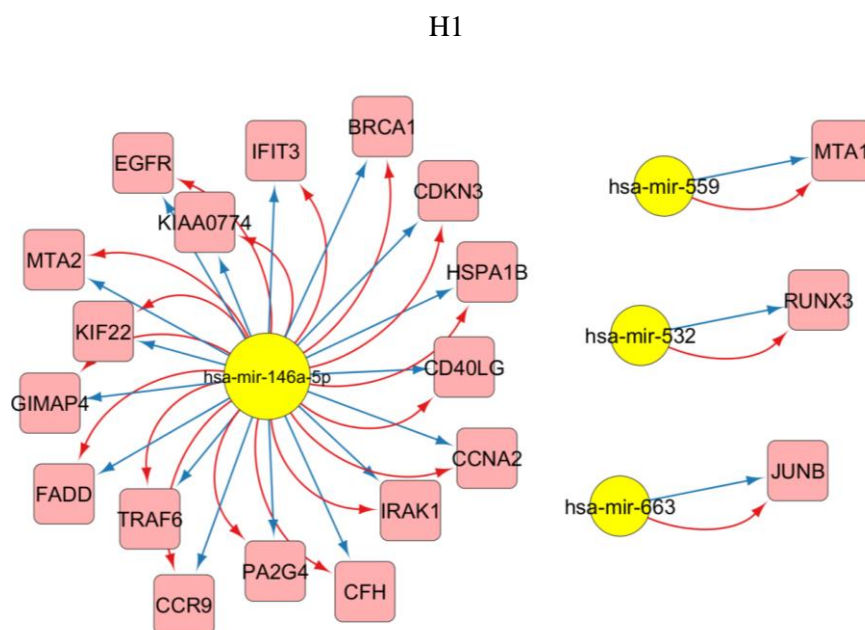 H1
BRCA1
IFIT3
EGFR
CDKN3
KIAA0774
MTA2
HSPA1B
KIF22
hsa-mir-146a-5p
CD40LG
GIMAP4
CCNA2
FADD
TRAF6
IRAK1
PA2G4
CFH
CCR9
MTA1
hsa-mir-559
RUNX3
hsa-mir-532
JUNB
hsa-mir-663